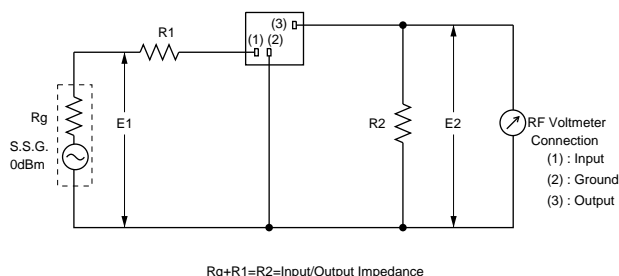 R1
(3)
(1) (2)
Rg
S.S.G.
0dBm
E1
R2
E2
RF Voltmeter
Connection
(1) : Input
(2) : Ground
(3) : Output
Rg+R1=R2=Input/Output Impedance